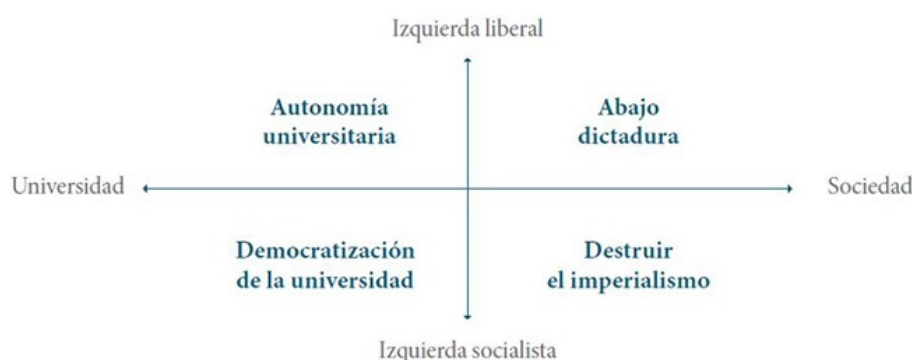 Izquierda liberal
Autonomía
universitaria
Abajo
dictadura
Universidad
Sociedad
Democratización
de la universidad
Destruir
el imperialismo
Izquierda socialista